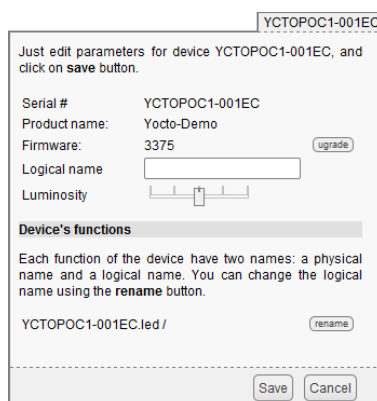 YCTOPOC1-001EC
Just edit parameters for device YCTOPOC1-001EC, and
click on save button.
Serial # YCTOPOC1-001EC
Product name: Yocto-Demo
Firmware: 3375 ugrade
Logical name
Luminosity
Device's functions
Each function of the device have two names: a physical
name and a logical name. You can change the logical
name using the rename button.
YCTOPOC1-001EC.led / rename
Save Cancel